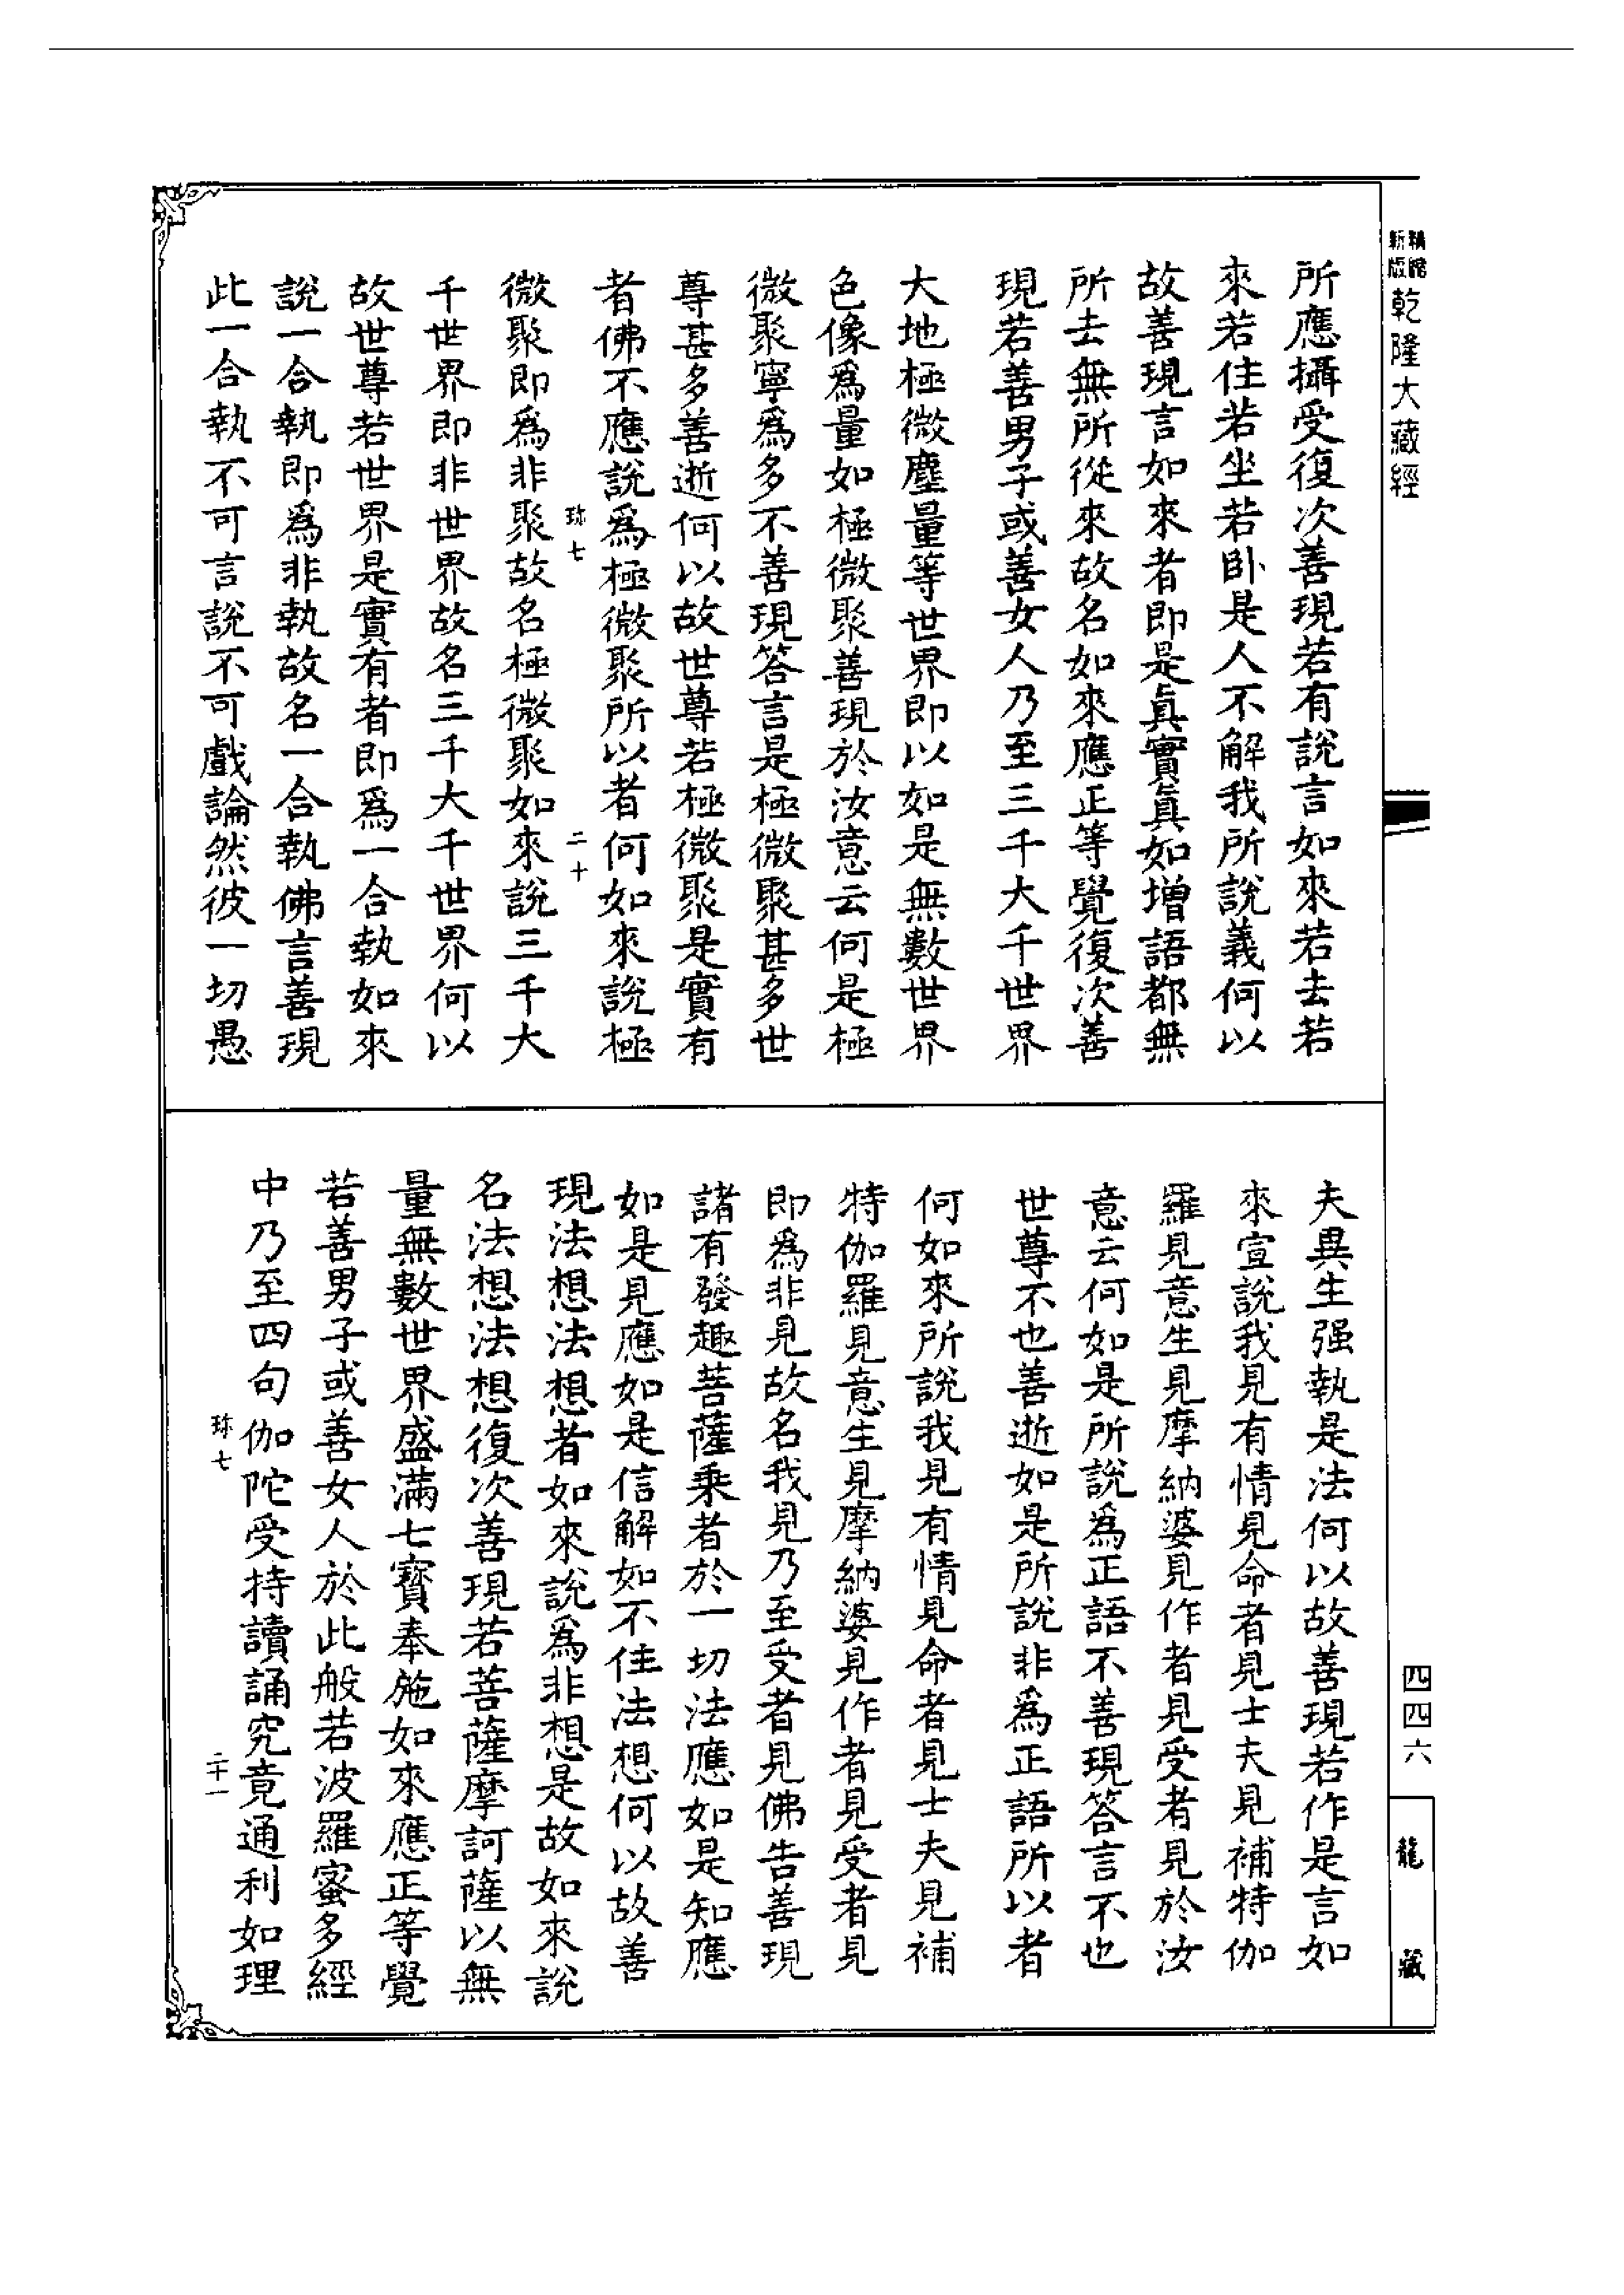 精縮新版乾隆大藏經
所應攝受復次善現若有說言如來若去若
來若住若坐若卧是人不解我所說義何以
故善現言如來者即是眞實眞如增語都無
所去無所從來故名如來應正等覺復次善
現若善男子或善女人乃至三千大千世界
大地極微塵量等世界即以如是無數世界
色像爲量如極微聚善現於汝意云何是極
微聚寧爲多不善現答言是極微聚甚多世
尊甚多善逝何以故世尊若極微聚是實有
者佛不應說爲極微聚所以者何如來說極
珎七 二十
微聚即爲非聚故名極微聚如來說三千大
千世界即非世界故名三千大千世界何以
故世尊若世界是實有者即爲一合執如來
說一合執即爲非執故名一合執佛言善現
此一合執不可言說不可戲論然彼一切愚
夫異生强執是法何以故善現若作是言如
來宣說我見有情見命者見士夫見補特伽
羅見意生見摩納婆見作者見受者見於汝
意云何如是所說爲正語不善現答言不也
世尊不也善逝如是所說非爲正語所以者
何如來所說我見有情見命者見士夫見補
特伽羅見意生見摩納婆見作者見受者見
即爲非見故名我見乃至受者見佛告善現
諸有發趣菩薩乘者於一切法應如是知應
如是見應如是信解如不住法想何以故善
現法想法想者如來說爲非想是故如來說
名法想法想復次善現若菩薩摩訶薩以無
量無數世界盛滿七寶奉施如來應正等覺
若善男子或善女人於此般若波羅蜜多經
中乃至四句伽陀受持讀誦究竟通利如理
珎七 二十一
四四六
龍藏